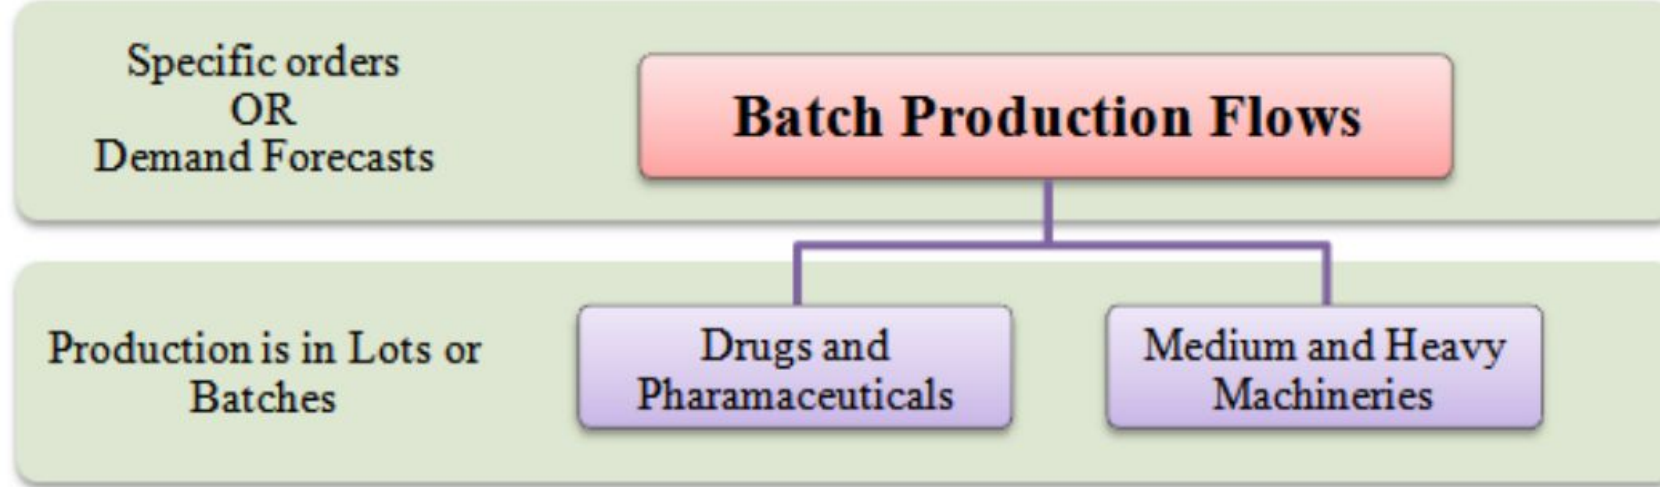 Specific orders
OR
Demand Forecasts
Batch Production Flows
Production is in Lots or
Batches
Drugs and
Pharamaceuticals
Medium and Heavy
Machineries